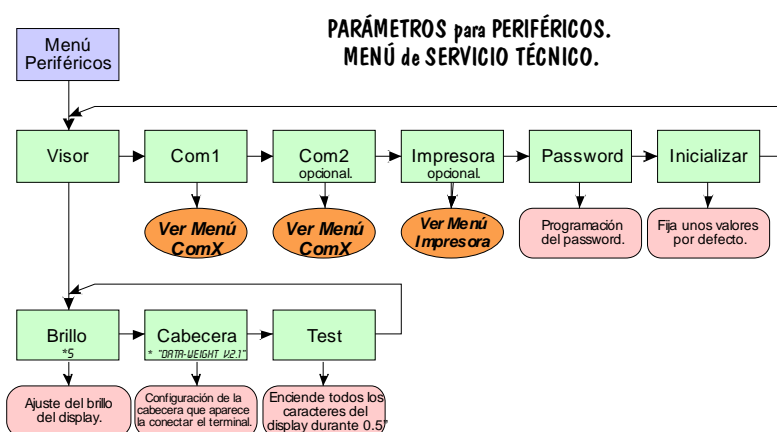 PARÁMETROS para PERIFÉRICOS.
MENÚ de SERVICIO TÉCNICO.
Menú
Periféricos
Visor
Com1
Com2
opcional.
Impresora
opcional.
Password
Inicializar
Ver Menú
ComX
Ver Menú
ComX
Ver Menú
Impresora
Programación
del password.
Fija unos valores
por defecto.
Brillo
*5
Cabecera
* "DATA-WEIGHT V.2.1"
Test
Ajuste del brillo
del display.
Configuración de la
cabecera que aparece
la conectar el terminal.
Enciende todos los
caracteres del
display durante 0.5"